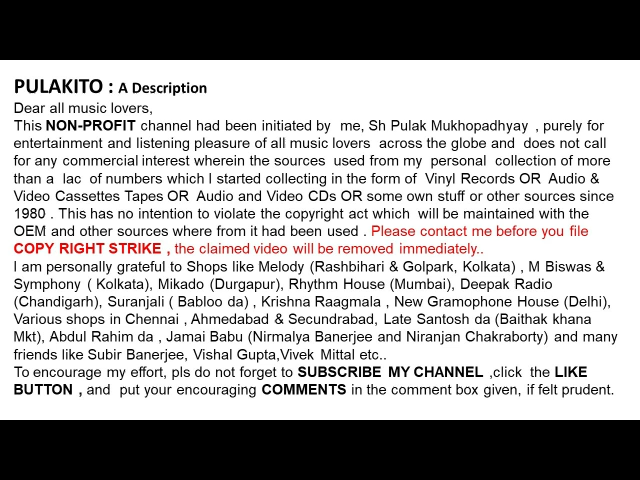 PULAKITO : A Description
Dear all music lovers,
This NON-PROFIT channel had been initiated by me, Sh Pulak Mukhopadhyay , purely for
entertainment and listening pleasure of all music lovers across the globe and does not call
for any commercial interest wherein the sources used from my personal collection of more
than a lac of numbers which I started collecting in the form of Vinyl Records OR Audio &
Video Cassettes Tapes OR Audio and Video CDs OR some own stuff or other sources since
1980 . This has no intention to violate the copyright act which will be maintained with the
OEM and other sources where from it had been used . Please contact me before you file
COPY RIGHT STRIKE , the claimed video will be removed immediately..
I am personally grateful to Shops like Melody (Rashbihari & Golpark, Kolkata) , M Biswas &
Symphony ( Kolkata), Mikado (Durgapur), Rhythm House (Mumbai), Deepak Radio
(Chandigarh), Suranjali ( Babloo da) , Krishna Raagmala , New Gramophone House (Delhi),
Various shops in Chennai , Ahmedabad & Secundrabad, Late Santosh da (Baithak khana
Mkt), Abdul Rahim da , Jamai Babu (Nirmalya Banerjee and Niranjan Chakraborty) and many
friends like Subir Banerjee, Vishal Gupta,Vivek Mittal etc..
To encourage my effort, pls do not forget to SUBSCRIBE MY CHANNEL ,click the LIKE
BUTTON , and put your encouraging COMMENTS in the comment box given, if felt prudent.